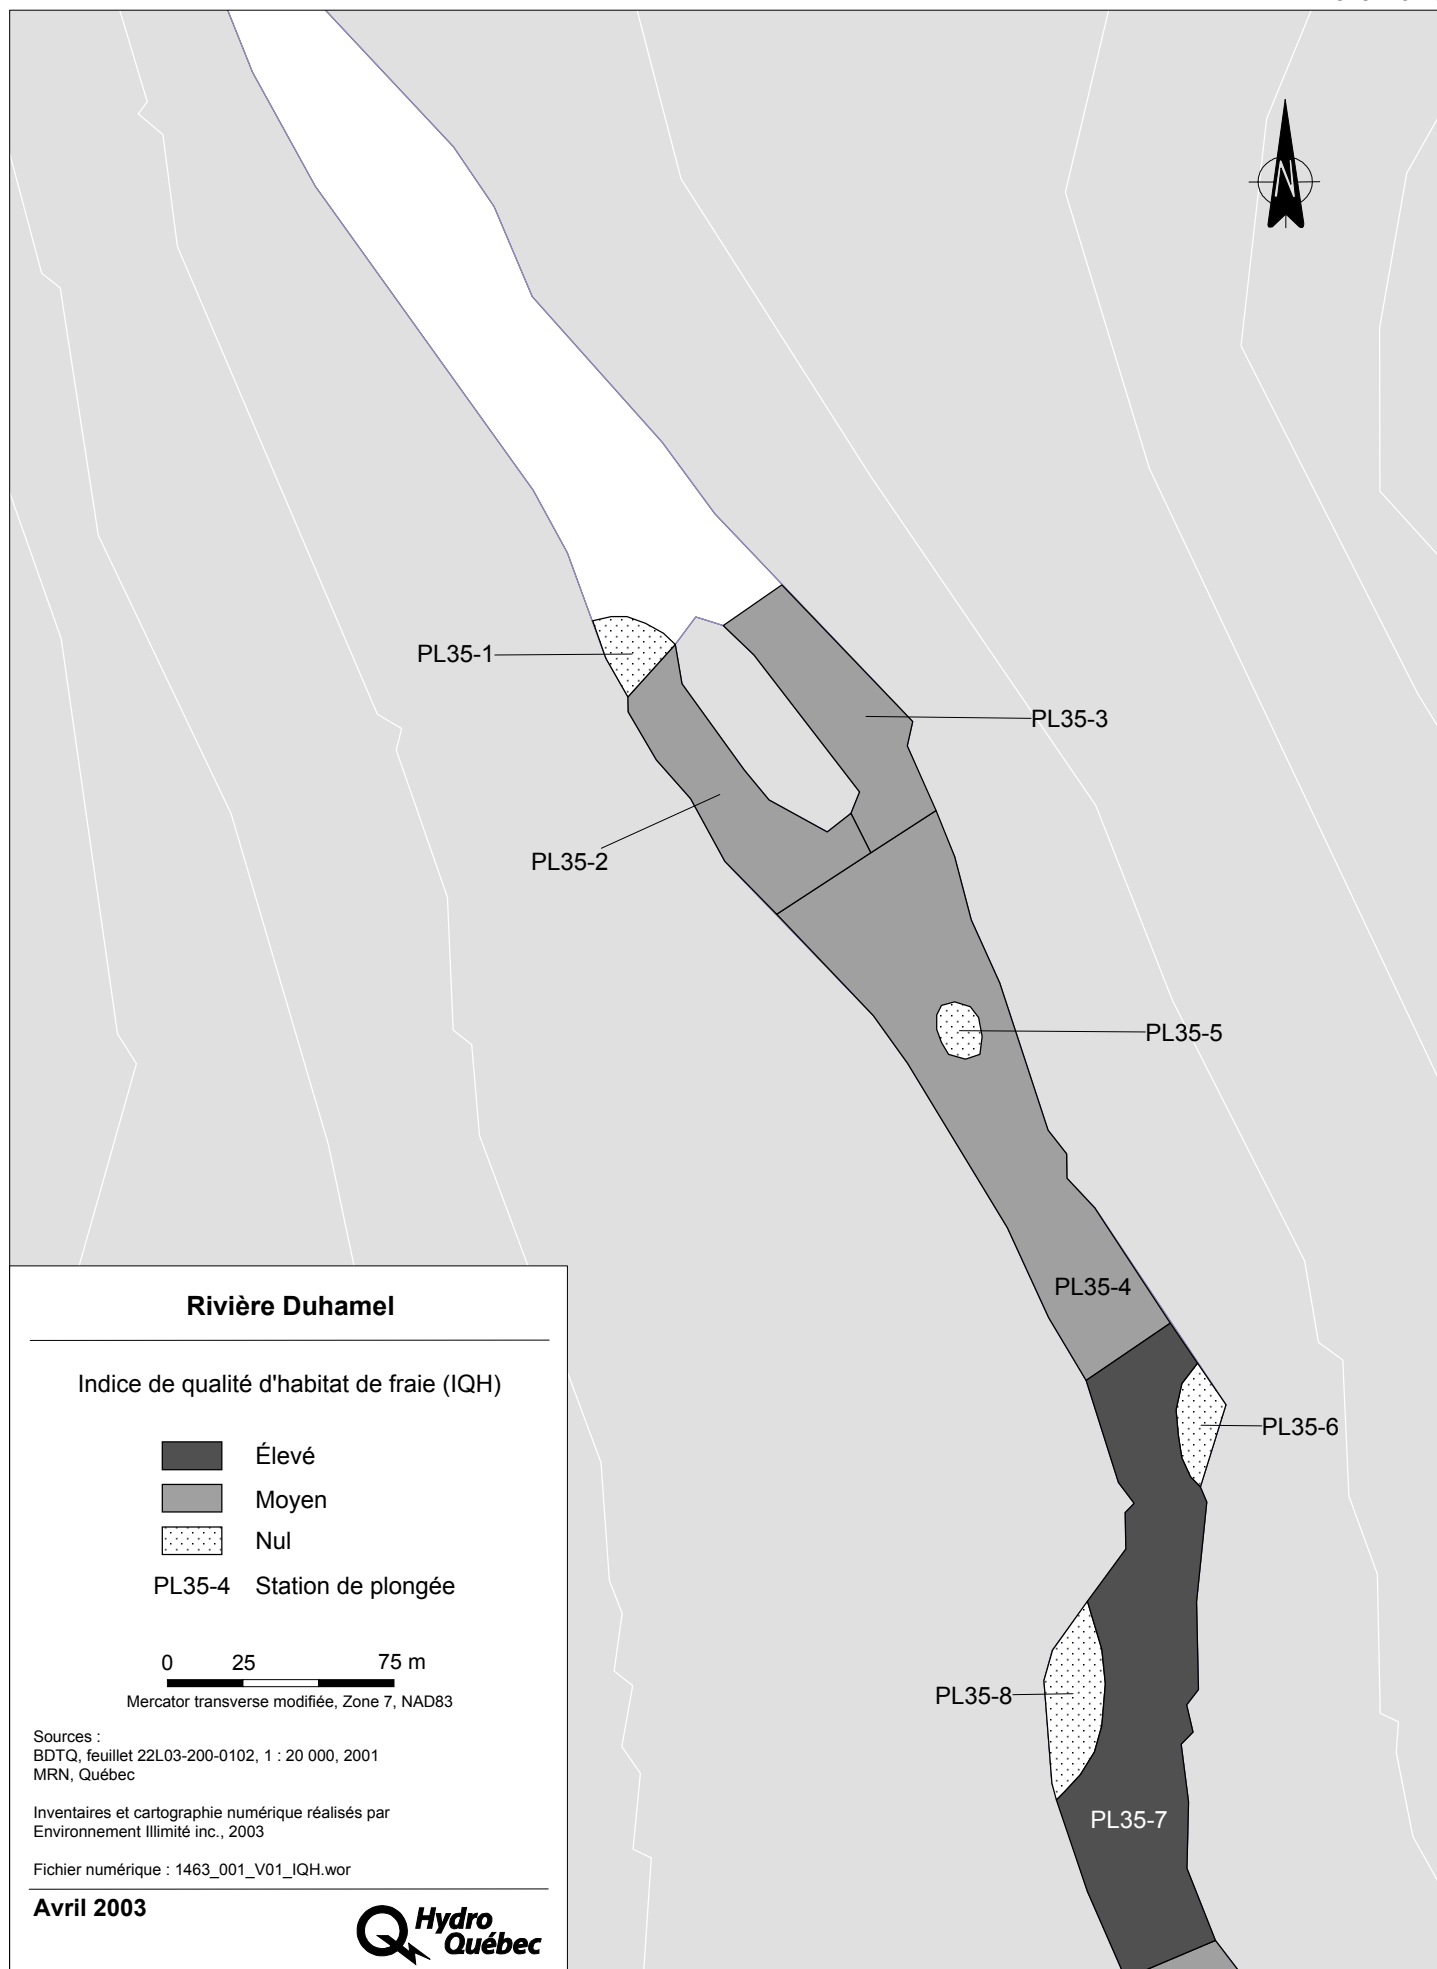 N
PL35-1
PL35-3
PL35-2
PL35-5
PL35-4
PL35-6
PL35-8
PL35-7
Rivière Duhamel
Indice de qualité d'habitat de fraie (IQH)
Élevé
Moyen
Nul
PL35-4 Station de plongée
0 25 75 m
Mercator transverse modifiée, Zone 7, NAD83
Sources :
BDTQ, feuillet 22L03-200-0102, 1 : 20 000, 2001
MRN, Québec
Inventaires et cartographie numérique réalisés par
Environnement Illimité inc., 2003
Fichier numérique : 1463_001_V01_IQH.wor
Avril 2003
Hydro
Québec